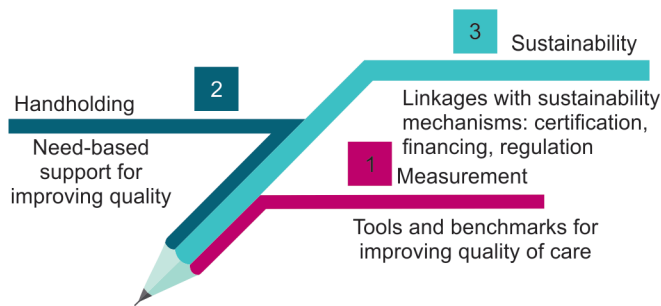 3
Sustainability
Linkages with sustainability
mechanisms: certification,
financing, regulation
2
Handholding
Need-based
support for
improving quality
1
Measurement
Tools and benchmarks for
improving quality of care